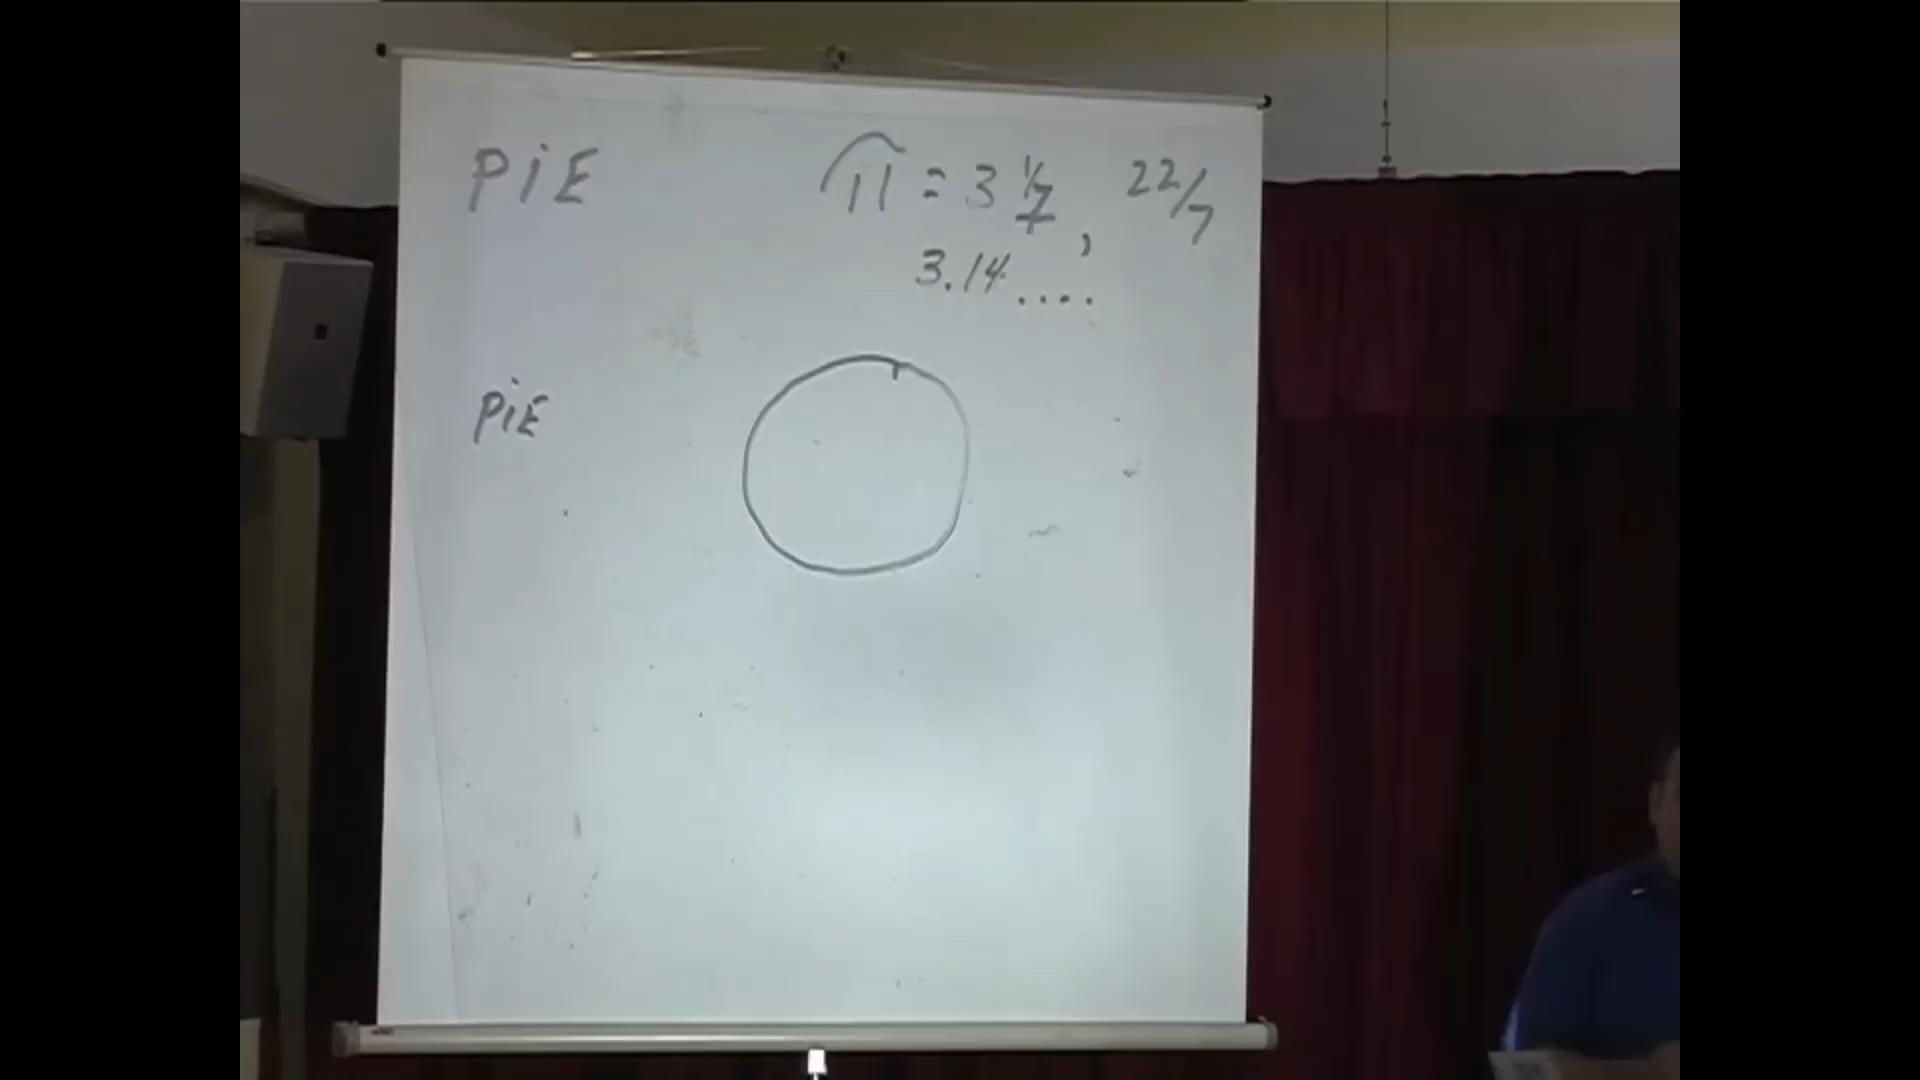 PiE π = 3 1/7, 22/7
3.14....
PiE